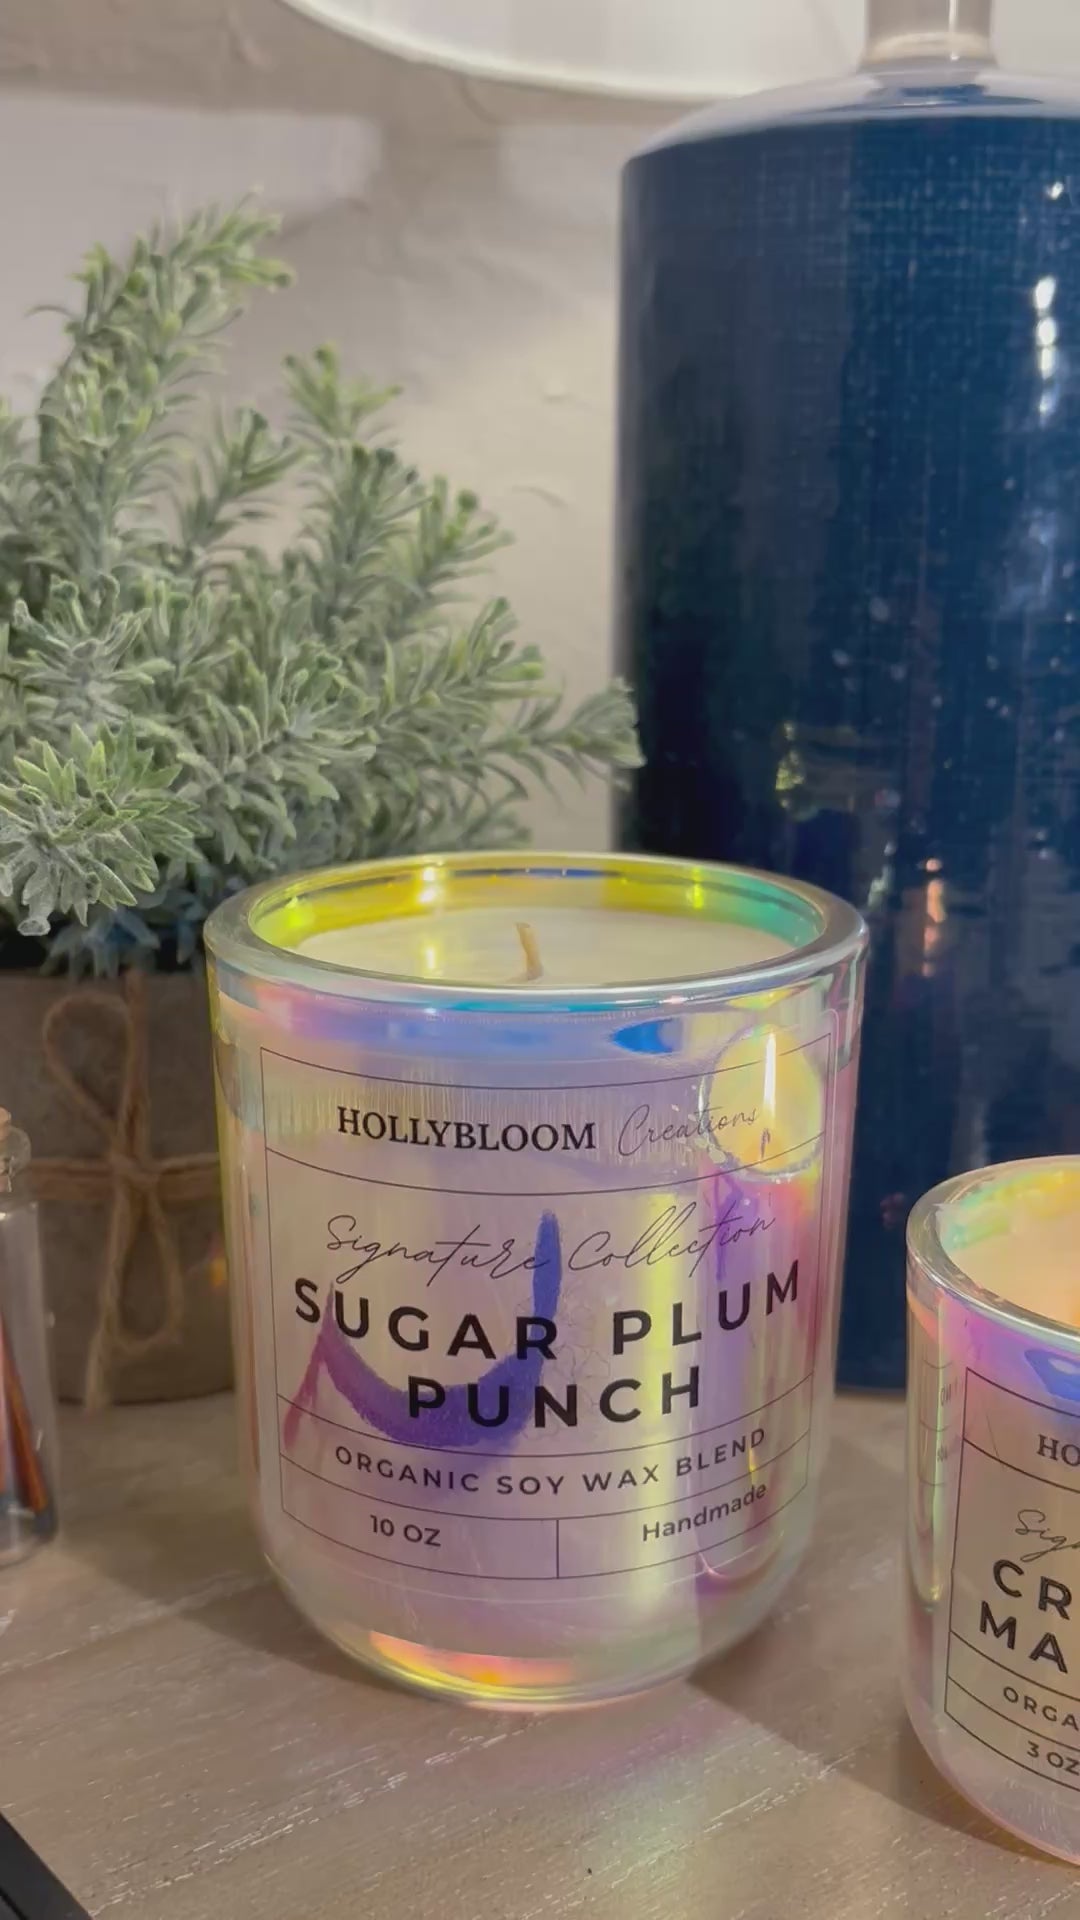 HOLLYBLOOM Creations
Signature Collection
SUGAR PLUM
PUNCH
ORGANIC SOY WAX BLEND
10 OZ
Handmade
HO
Sig
CR
MA
ORGA
3 OZ